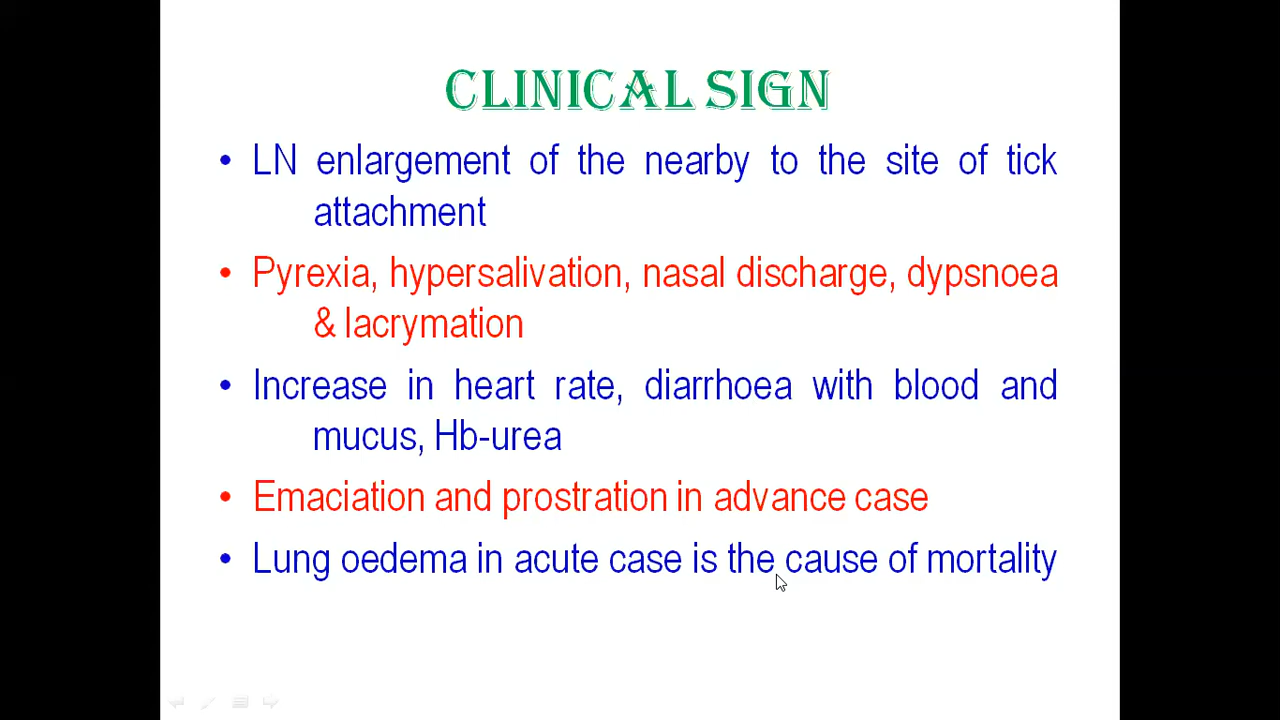 CLINICAL SIGN
• LN enlargement of the nearby to the site of tick
attachment
• Pyrexia, hypersalivation, nasal discharge, dypsnoea
& lacrymation
• Increase in heart rate, diarrhoea with blood and
mucus, Hb-urea
• Emaciation and prostration in advance case
• Lung oedema in acute case is the cause of mortality